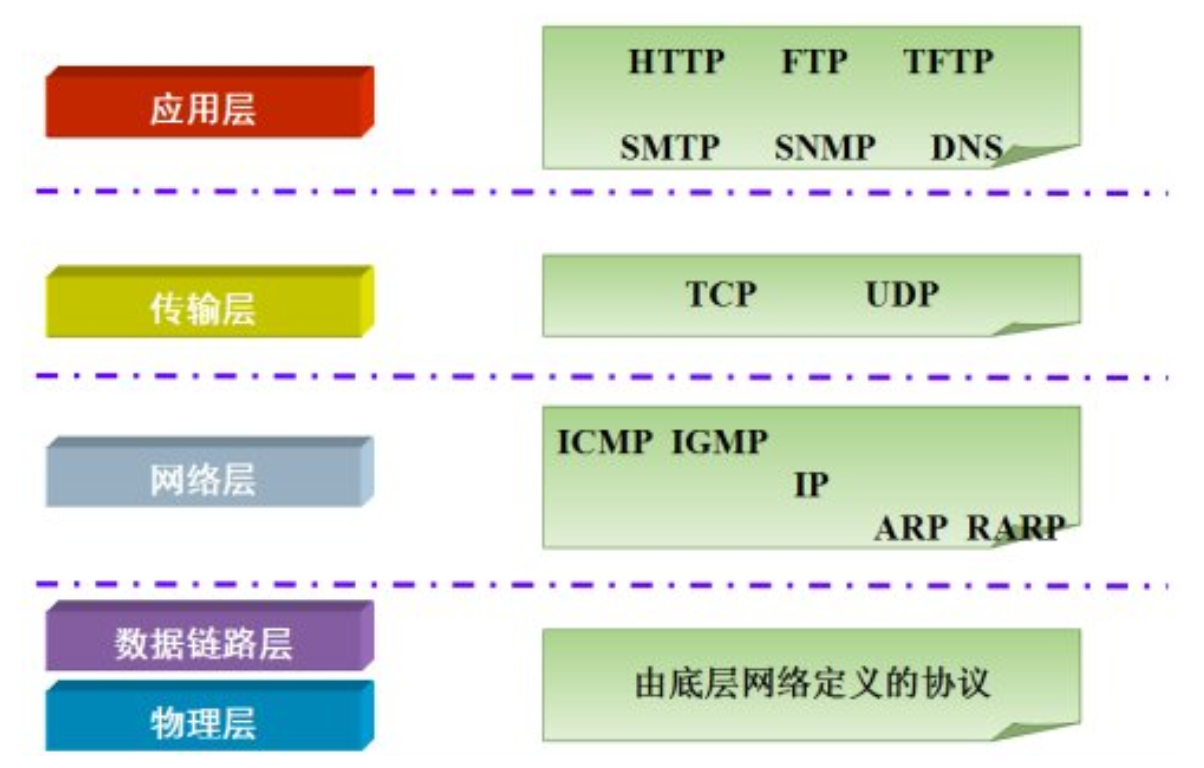 应用层
HTTP FTP TFTP
SMTP SNMP DNS
传输层
TCP UDP
网络层
ICMP IGMP
IP
ARP RARP
数据链路层
物理层
由底层网络定义的协议